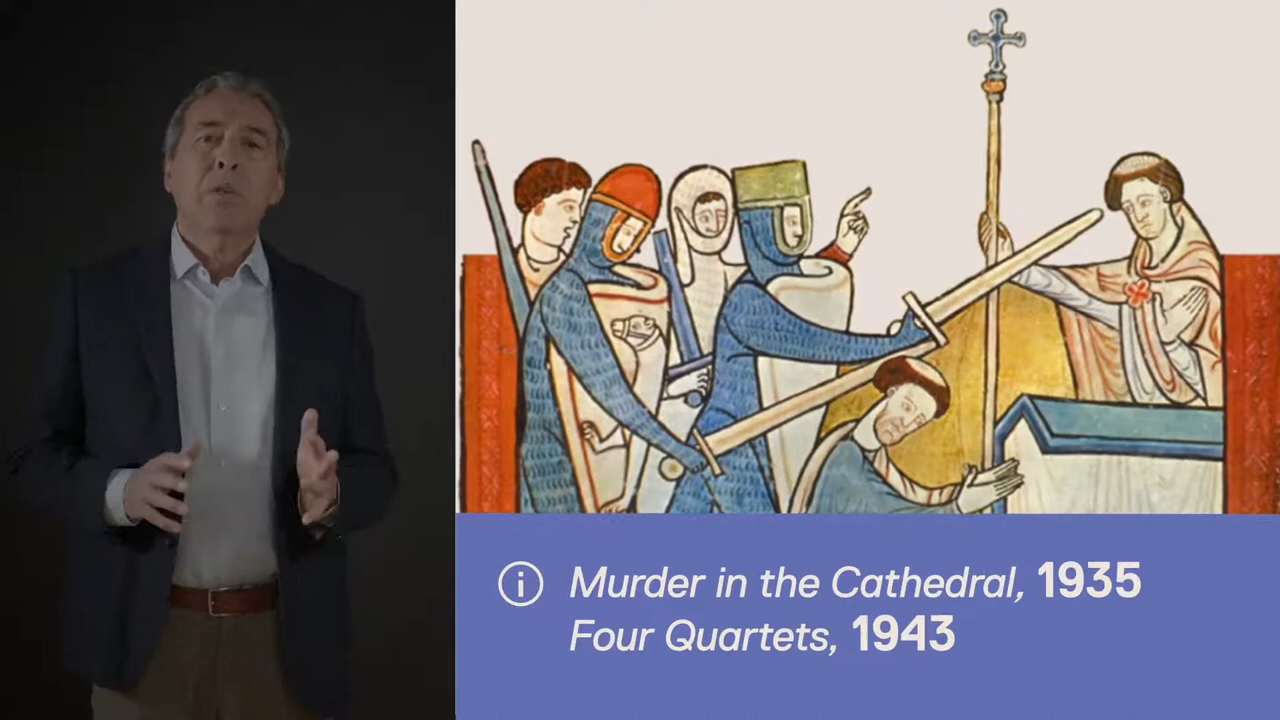 Murder in the Cathedral, 1935
Four Quartets, 1943